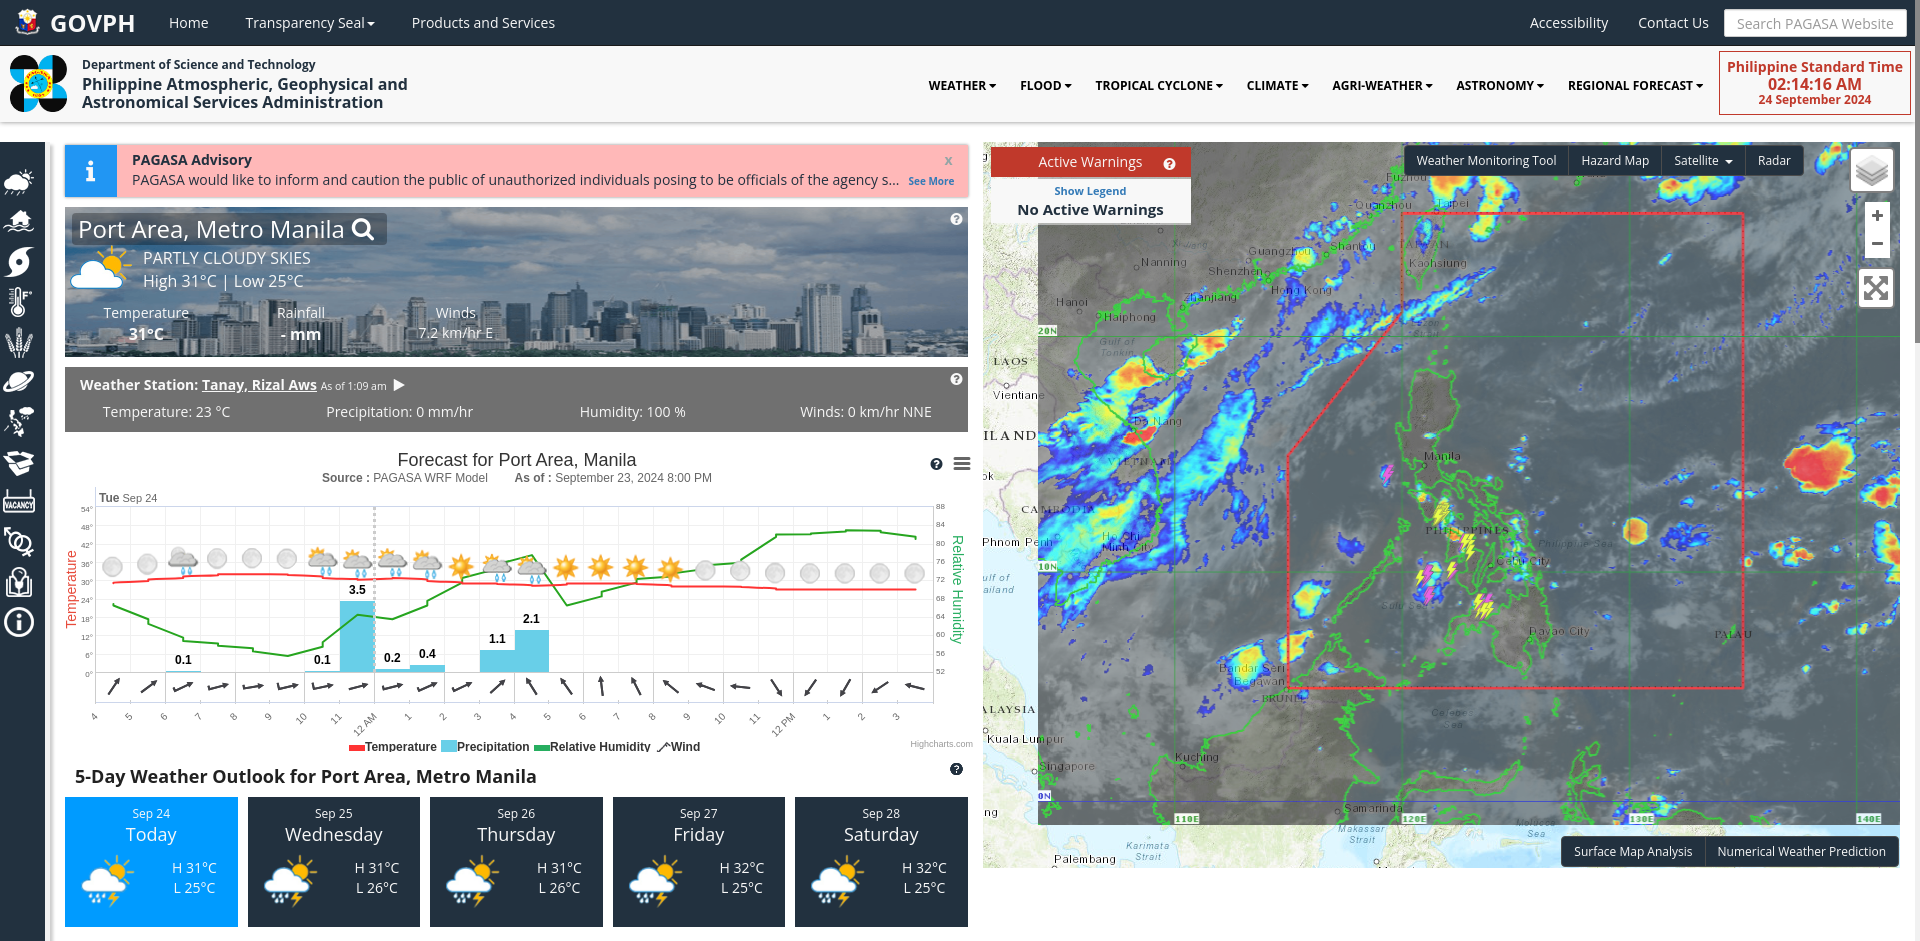 GOVPH Home Transparency Seal Products and Services Accessibility Contact Us Search PAGASA Website
Department of Science and Technology
Philippine Atmospheric, Geophysical and
Astronomical Services Administration
WEATHER FLOOD TROPICAL CYCLONE CLIMATE AGRI-WEATHER ASTRONOMY REGIONAL FORECAST
Philippine Standard Time
02:14:16 AM
24 September 2024
PAGASA Advisory x
PAGASA would like to inform and caution the public of unauthorized individuals posing to be officials of the agency s... See More
Port Area, Metro Manila
PARTLY CLOUDY SKIES
High 31°C | Low 25°C
Temperature Rainfall Winds
31°C - mm 7.2 km/hr E
Weather Station: Tanay, Rizal Aws As of 1:09 am
Temperature: 23 °C Precipitation: 0 mm/hr Humidity: 100 % Winds: 0 km/hr NNE
Forecast for Port Area, Manila
Source : PAGASA WRF Model As of : September 23, 2024 8:00 PM
Tue Sep 24
54° 88
48° 84
42° 80
36° 76
30° 72
24° 68
18° 64
12° 60
6° 56
0° 52
Temperature
Relative Humidity
0.1 0.1 3.5 0.2 0.4 1.1 2.1
4 5 6 7 8 9 10 11 12 AM 1 2 3 4 5 6 7 8 9 10 11 12 PM 1 2 3
Temperature Precipitation Relative Humidity Wind
Highcharts.com
5-Day Weather Outlook for Port Area, Metro Manila
Sep 24
Today
H 31°C
L 25°C
Sep 25
Wednesday
H 31°C
L 26°C
Sep 26
Thursday
H 31°C
L 26°C
Sep 27
Friday
H 32°C
L 25°C
Sep 28
Saturday
H 32°C
L 25°C
VACANCY
Active Warnings
Show Legend
No Active Warnings
Weather Monitoring Tool Hazard Map Satellite Radar
+
−
Fuzhou
Quanzhou
Taipei
Shantou
TAIWAN
Guangzhou
Kaohsiung
Nanning
Shenzhen
Hong Kong
Zhanjiang
Hanoi
Haiphong
20N
Gulf of
Tonkin
LAOS
Vientiane
Da Nang
ILAND
Manila
VIETNAM
ok
CAMBODIA
PHILIPPINES
Phnom Penh
Ho Chi
Minh City
Cebu City
10N
ulf of
ailand
Sulu Sea
Davao City
PALAU
Bandar Seri
Begawan
BRUNEI
ALAYSIA
Celebes
Sea
Kuala Lumpur
Kuching
Singapore
0N
ng
Samarinda
110E 120E 130E 140E
Makassar
Strait
Molucca
Sea
Karimata
Strait
Palembang
Surface Map Analysis Numerical Weather Prediction